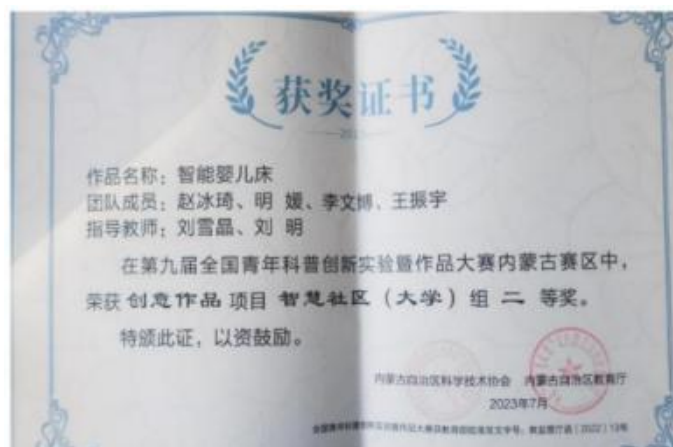 获奖证书
作品名称：智能婴儿床
团队成员：赵冰琦、明 媛、李文博、王振宇
指导教师：刘雪晶、刘 明
在第九届全国青年科普创新实验暨作品大赛内蒙古赛区中，
荣获 创意作品 项目 智慧社区（大学）组 二 等奖。
特颁此证，以资鼓励。
内蒙古自治区科学技术协会 内蒙古自治区教育厅
2023年7月